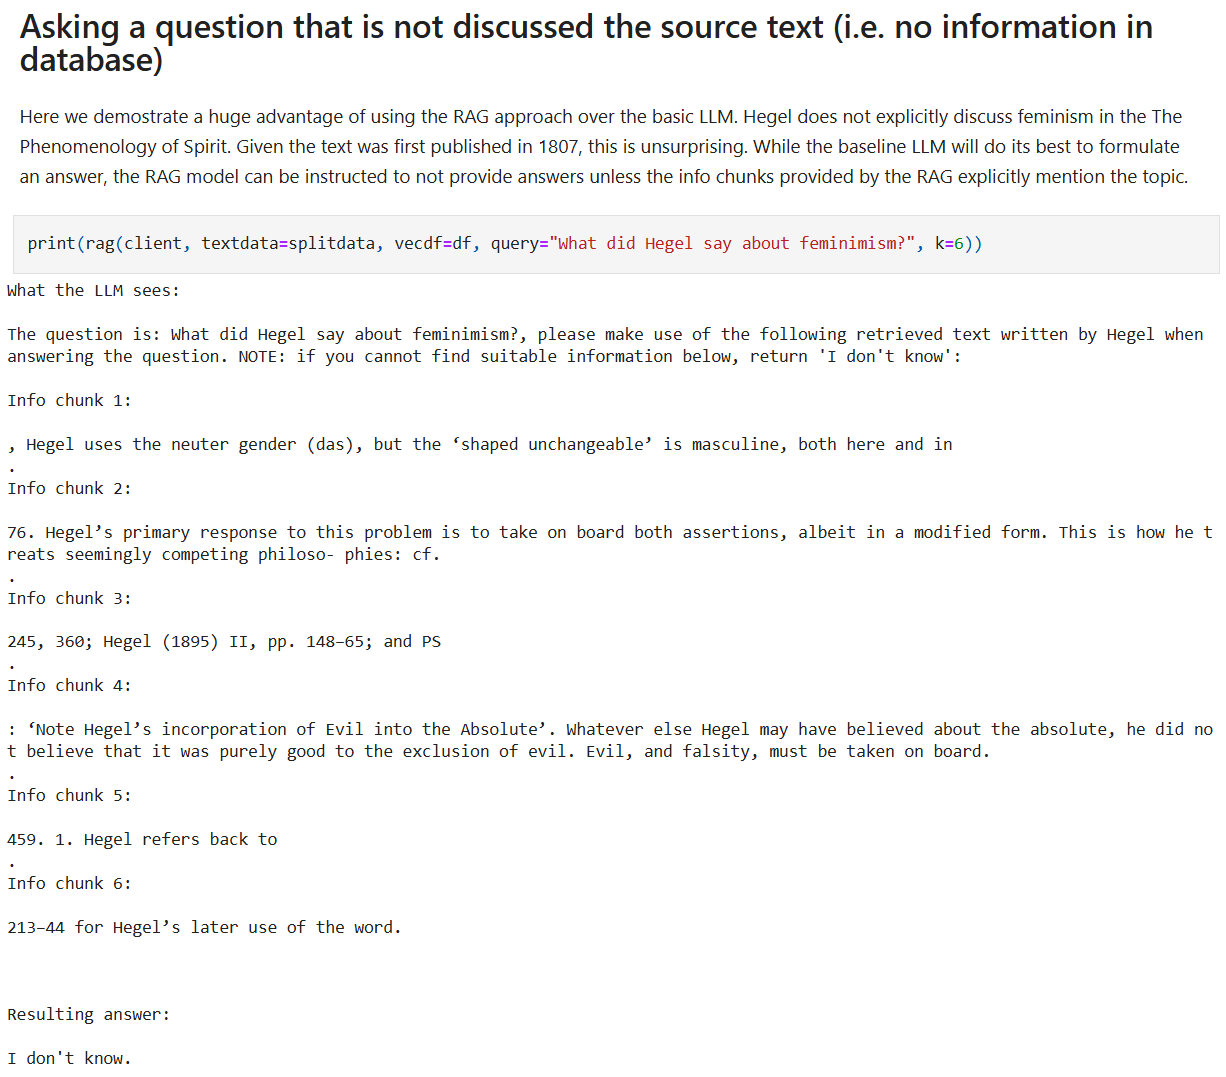 Asking a question that is not discussed the source text (i.e. no information in
database)
Here we demostrate a huge advantage of using the RAG approach over the basic LLM. Hegel does not explicitly discuss feminism in the The
Phenomenology of Spirit. Given the text was first published in 1807, this is unsurprising. While the baseline LLM will do its best to formulate
an answer, the RAG model can be instructed to not provide answers unless the info chunks provided by the RAG explicitly mention the topic.
print(rag(client, textdata=splitdata, vecdf=df, query="What did Hegel say about feminimism?", k=6))
What the LLM sees:
The question is: What did Hegel say about feminimism?, please make use of the following retrieved text written by Hegel when
answering the question. NOTE: if you cannot find suitable information below, return 'I don't know':
Info chunk 1:
, Hegel uses the neuter gender (das), but the ‘shaped unchangeable’ is masculine, both here and in
.
Info chunk 2:
76. Hegel’s primary response to this problem is to take on board both assertions, albeit in a modified form. This is how he t
reats seemingly competing philoso- phies: cf.
.
Info chunk 3:
245, 360; Hegel (1895) II, pp. 148–65; and PS
.
Info chunk 4:
: ‘Note Hegel’s incorporation of Evil into the Absolute’. Whatever else Hegel may have believed about the absolute, he did no
t believe that it was purely good to the exclusion of evil. Evil, and falsity, must be taken on board.
.
Info chunk 5:
459. 1. Hegel refers back to
.
Info chunk 6:
213–44 for Hegel’s later use of the word.
Resulting answer:
I don't know.